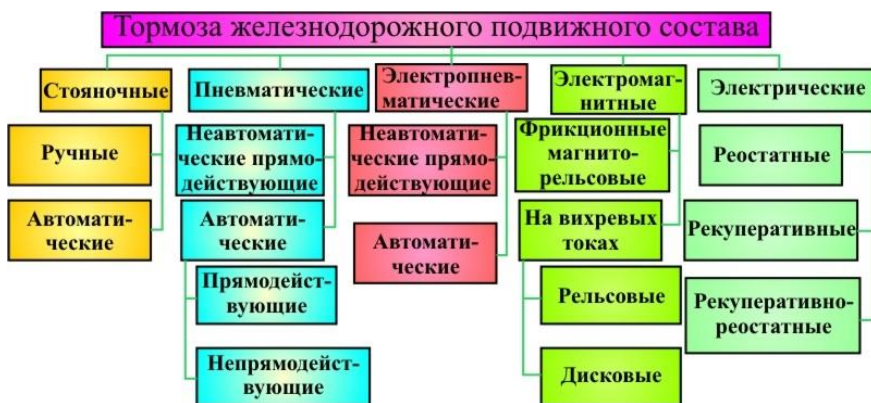 Тормоза железнодорожного подвижного состава
Стояночные
Ручные
Автомати-
ческие
Пневматические
Неавтомати-
ческие прямо-
действующие
Автомати-
ческие
Прямодейст-
вующие
Непрямодейст-
вующие
Электропнев-
матические
Неавтомати-
ческие прямо-
действующие
Автомати-
ческие
Электромаг-
нитные
Фрикционные
магнито-
рельсовые
На вихревых
токах
Рельсовые
Дисковые
Электрические
Реостатные
Рекуперативные
Рекуперативно-
реостатные